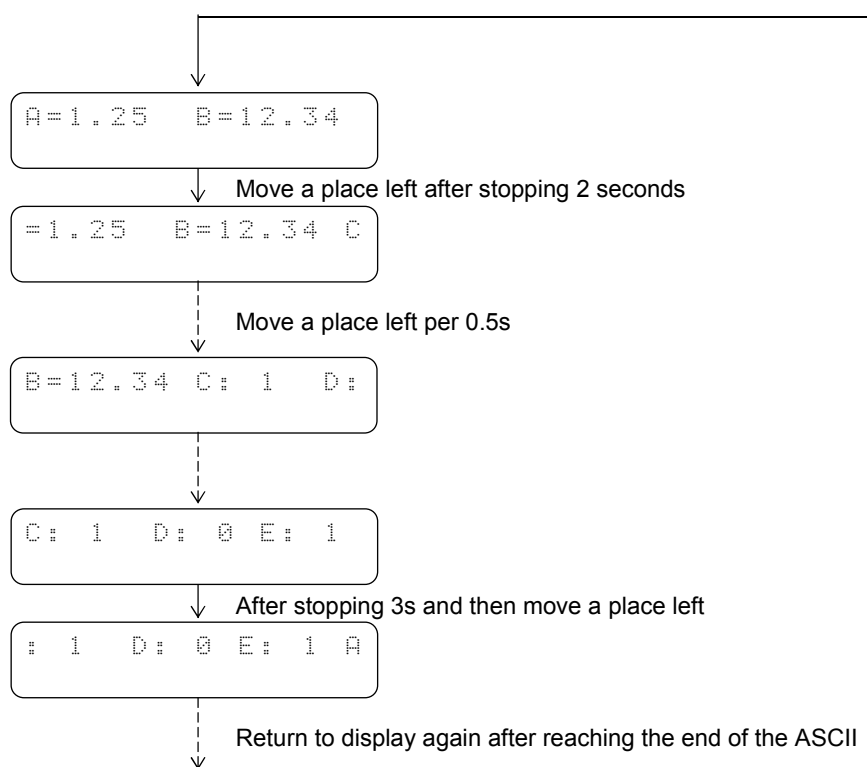 A=1.25  B=12.34
Move a place left after stopping 2 seconds
=1.25  B=12.34 C
Move a place left per 0.5s
B=12.34 C: 1  D:
C: 1  D: 0 E: 1
After stopping 3s and then move a place left
: 1  D: 0 E: 1 A
Return to display again after reaching the end of the ASCII